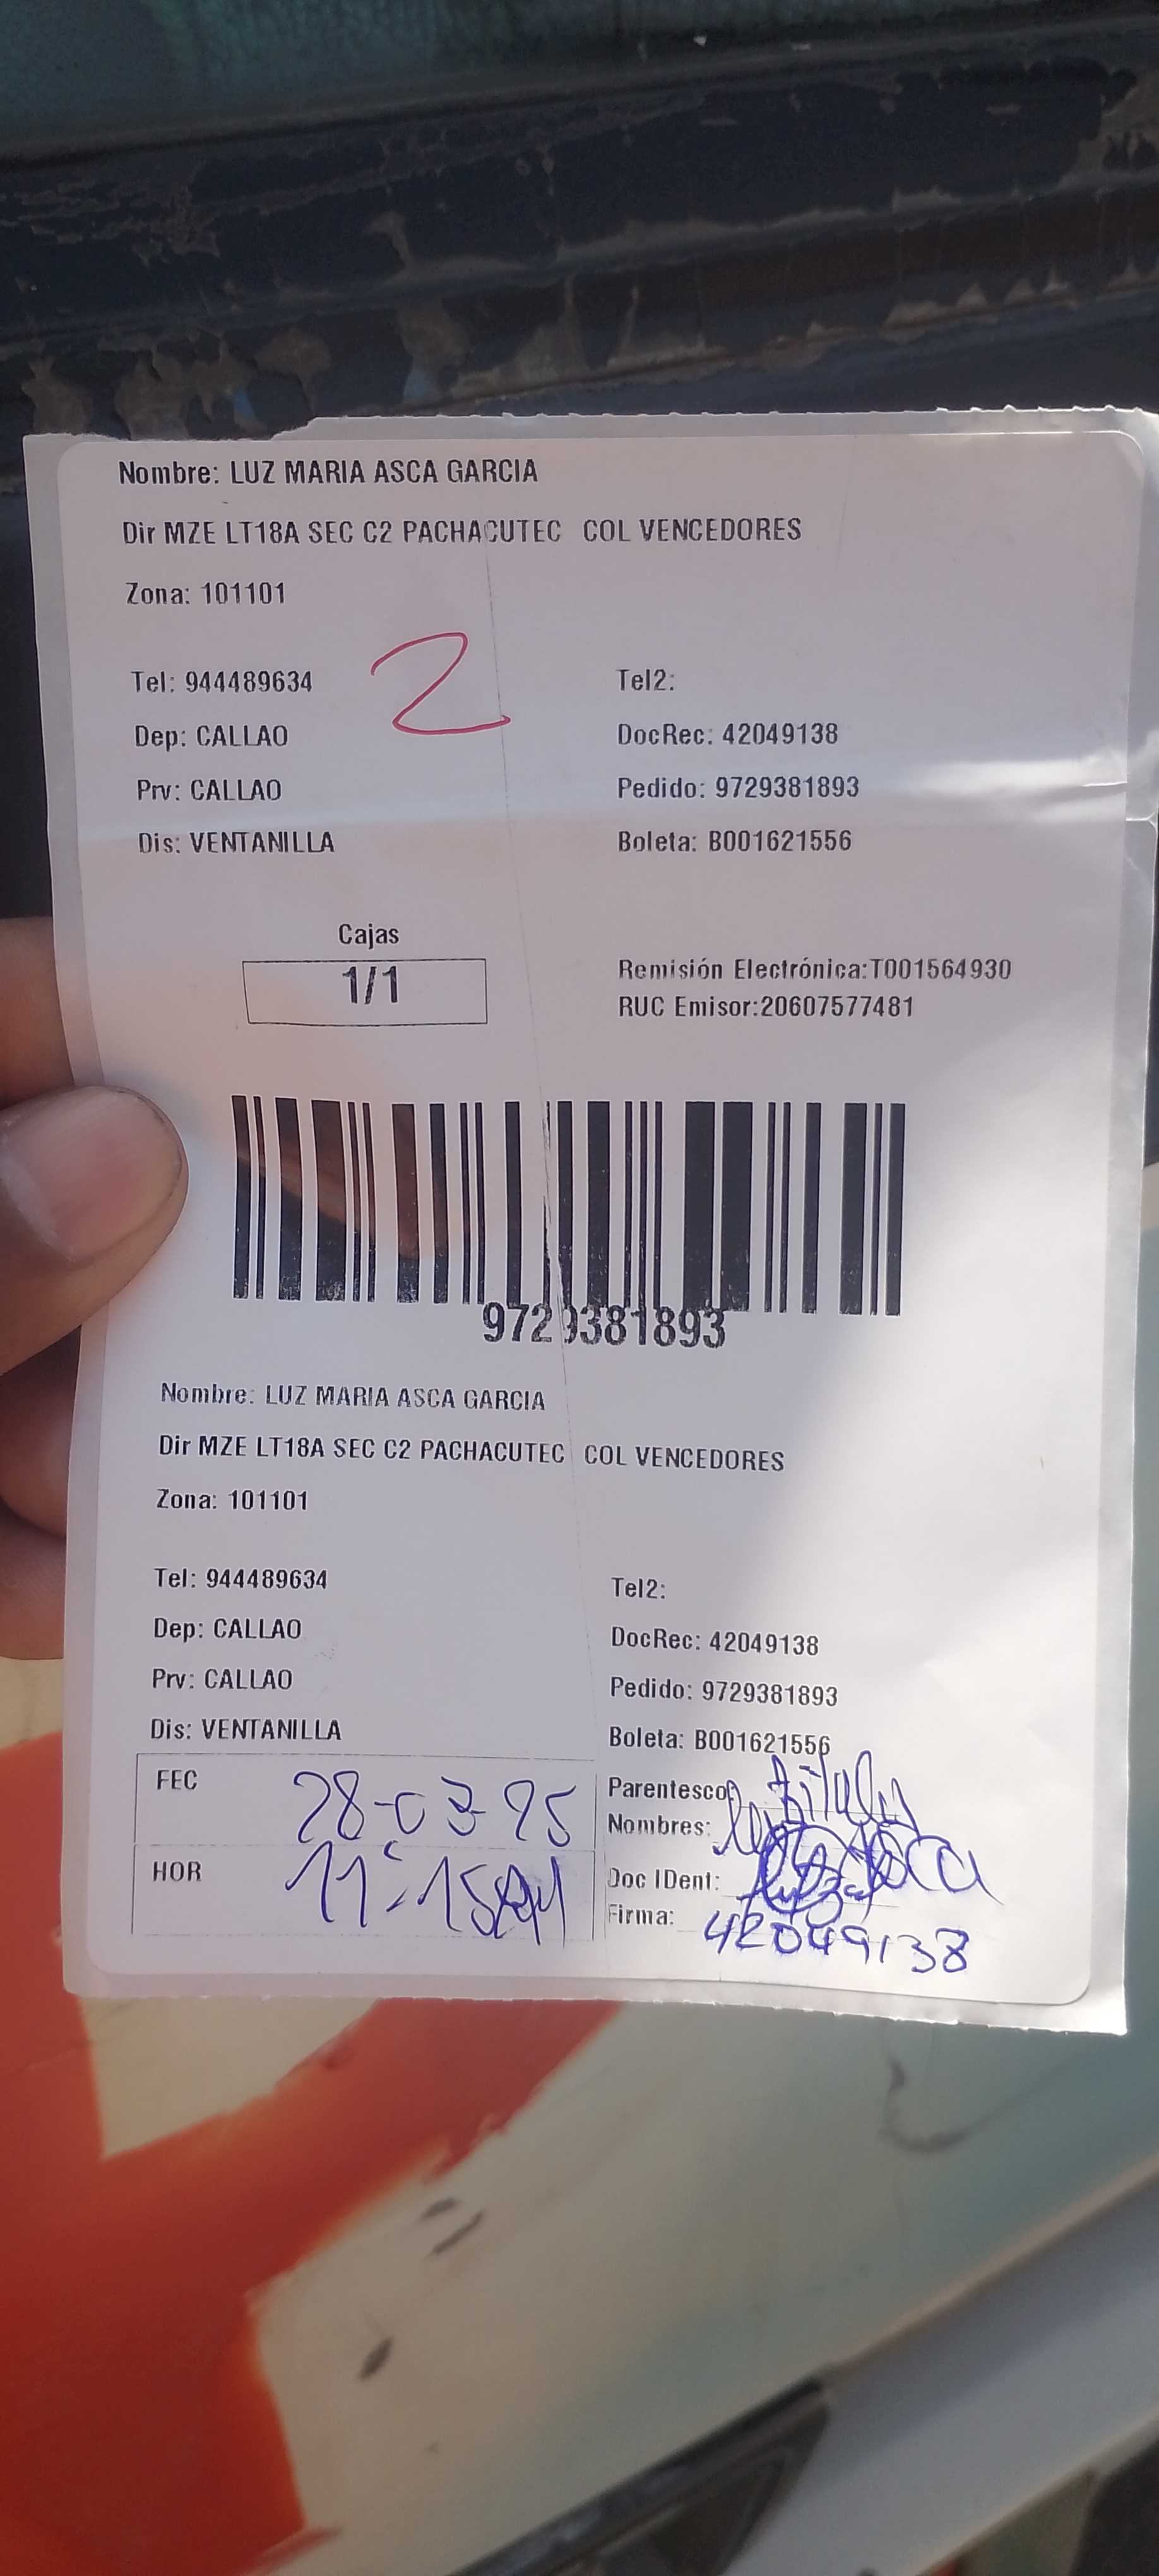 Nombre: LUZ MARIA ASCA GARCIA
Dir MZE LT18A SEC C2 PACHACUTEC COL VENCEDORES
Zona: 101101
2
Tel: 944489634 Tel2:
Dep: CALLAO DocRec: 42049138
Prv: CALLAO Pedido: 9729381893
Dis: VENTANILLA Boleta: B001621556
Cajas
1/1
Remisión Electrónica:T001564930
RUC Emisor:20607577481
9729381893
Nombre: LUZ MARIA ASCA GARCIA
Dir MZE LT18A SEC C2 PACHACUTEC COL VENCEDORES
Zona: 101101
Tel: 944489634 Tel2:
Dep: CALLAO DocRec: 42049138
Prv: CALLAO Pedido: 9729381893
Dis: VENTANILLA Boleta: B001621556
FEC 28-03-25 Parentesco:
Nombres: Asca
HOR 11:15AM Doc IDent:
Firma: 42049138